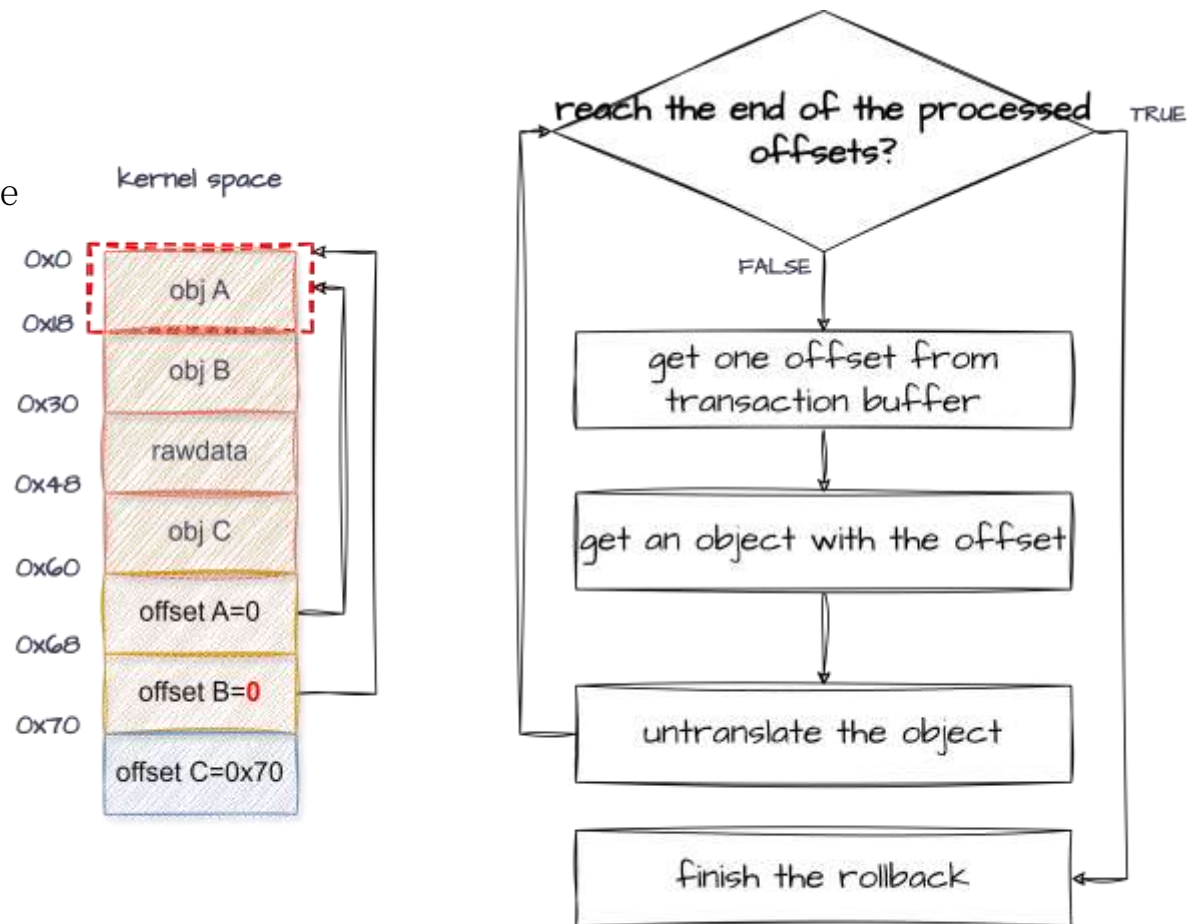 e
kernel space
0x0
obj A
0x18
obj B
0x30
rawdata
0x48
obj C
0x60
offset A=0
0x68
offset B=0
0x70
offset C=0x70
reach the end of the processed
offsets?
TRUE
FALSE
get one offset from
transaction buffer
get an object with the offset
untranslate the object
finish the rollback